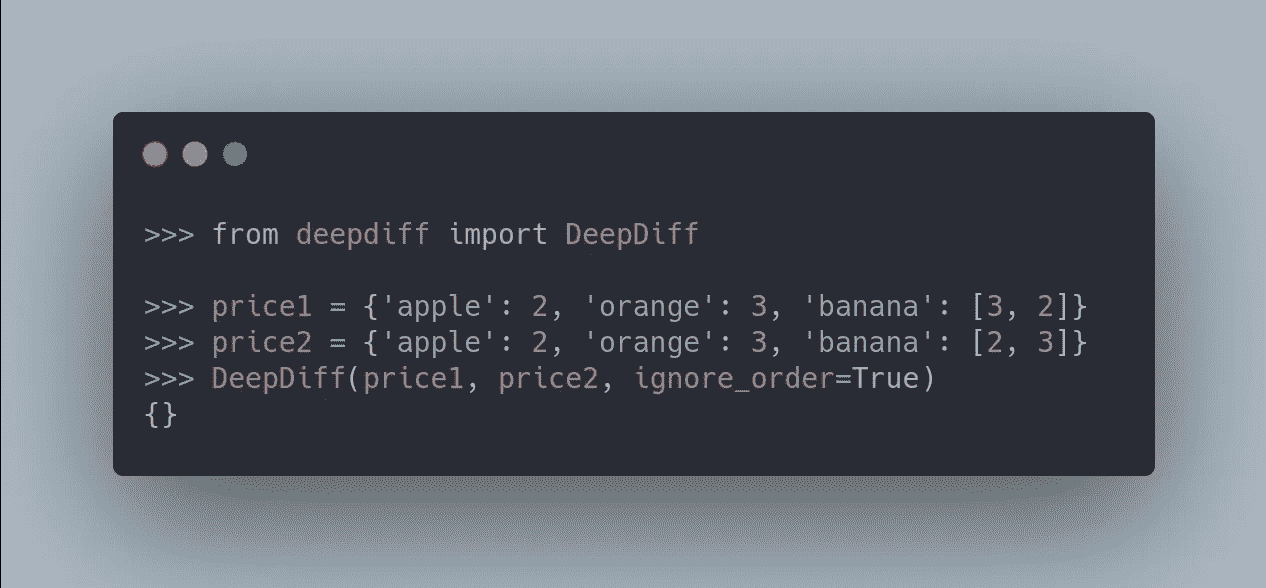 >>> from deepdiff import DeepDiff
>>> price1 = {'apple': 2, 'orange': 3, 'banana': [3, 2]}
>>> price2 = {'apple': 2, 'orange': 3, 'banana': [2, 3]}
>>> DeepDiff(price1, price2, ignore_order=True)
{}